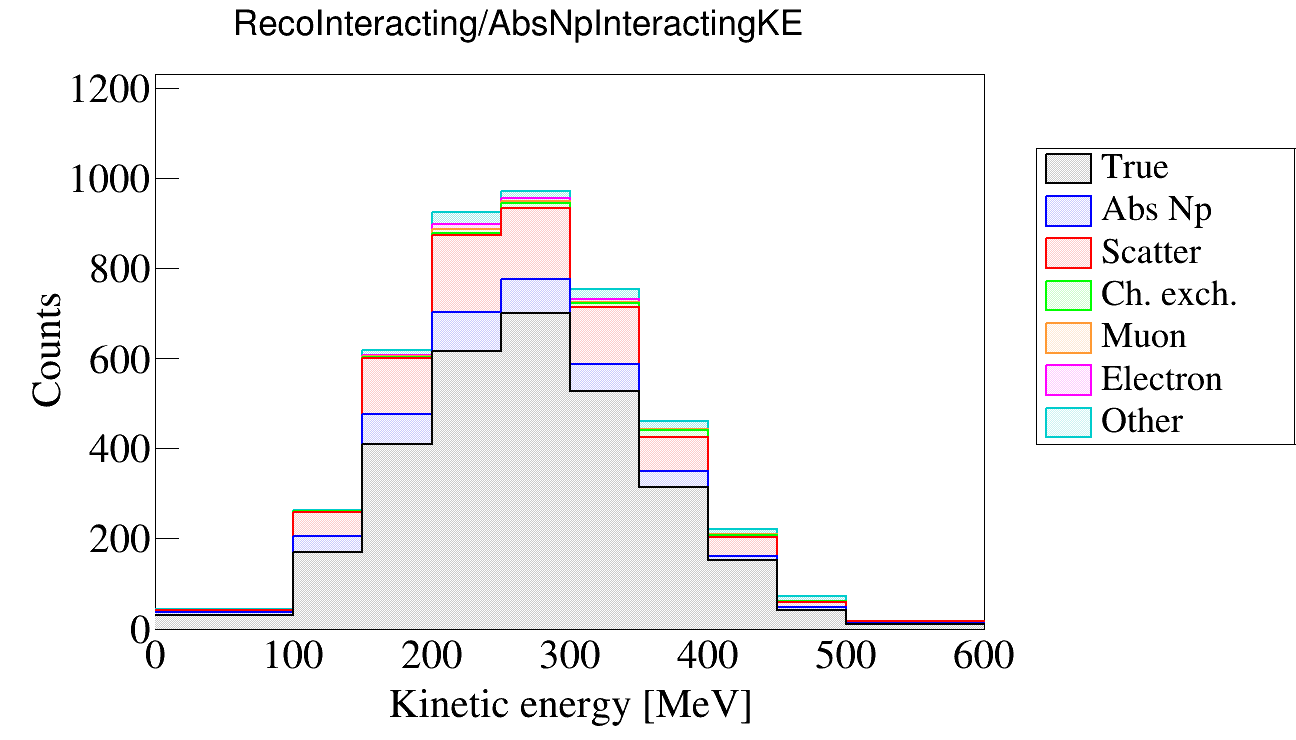 RecoInteracting/AbsNpInteractingKE
1200
1000
800
600
400
200
0
Counts
0 100 200 300 400 500 600
Kinetic energy [MeV]
True
Abs Np
Scatter
Ch. exch.
Muon
Electron
Other